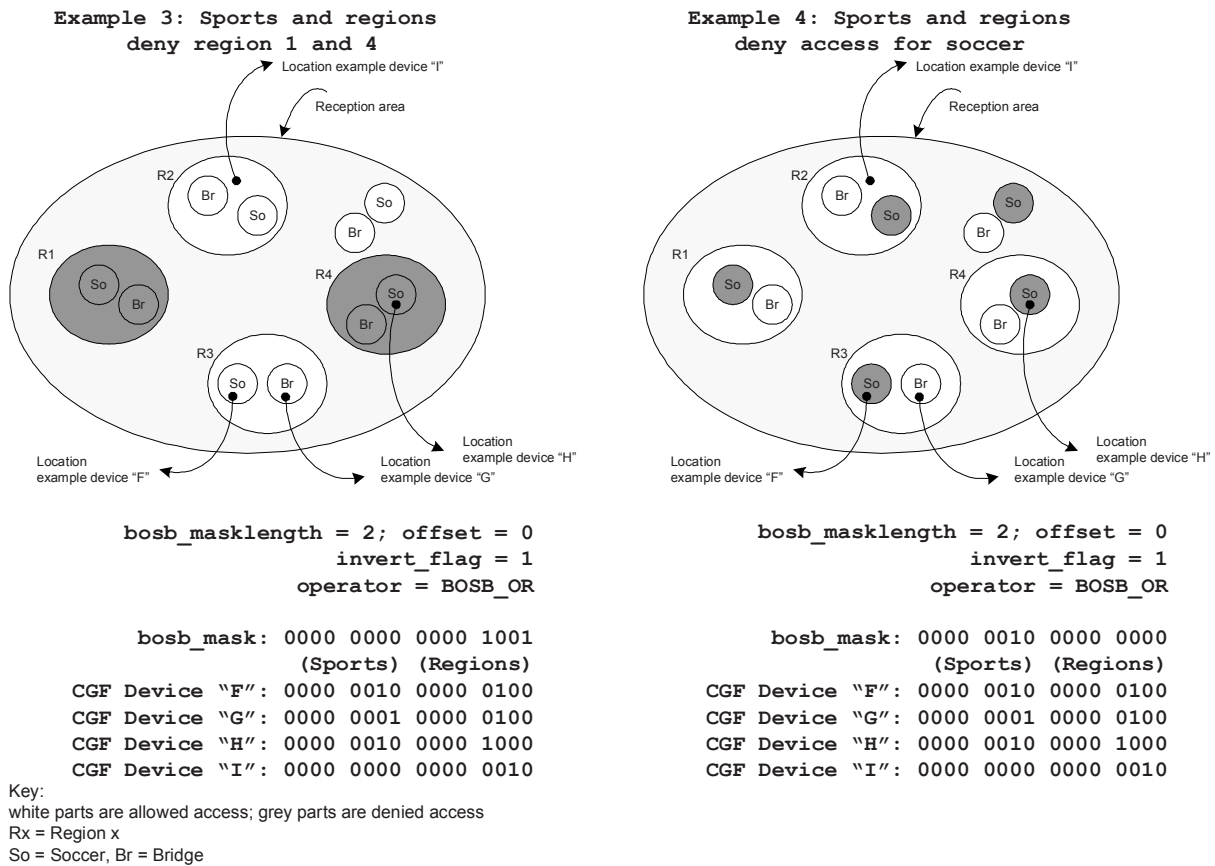 Example 3: Sports and regions
deny region 1 and 4
Location example device “I”
Reception area
R2
Br
So
So
Br
R1
So
Br
R4
So
Br
R3
So
Br
Location
example device “F”
Location
example device “G”
Location
example device “H”
bosb_masklength = 2; offset = 0
invert_flag = 1
operator = BOSB_OR
bosb_mask: 0000 0000 0000 1001
(Sports) (Regions)
CGF Device “F”: 0000 0010 0000 0100
CGF Device “G”: 0000 0001 0000 0100
CGF Device “H”: 0000 0010 0000 1000
CGF Device “I”: 0000 0000 0000 0010
Example 4: Sports and regions
deny access for soccer
Location example device “I”
Reception area
R2
Br
So
So
Br
R1
So
Br
R4
So
Br
R3
So
Br
Location
example device “F”
Location
example device “G”
Location
example device “H”
bosb_masklength = 2; offset = 0
invert_flag = 1
operator = BOSB_OR
bosb_mask: 0000 0010 0000 0000
(Sports) (Regions)
CGF Device “F”: 0000 0010 0000 0100
CGF Device “G”: 0000 0001 0000 0100
CGF Device “H”: 0000 0010 0000 1000
CGF Device “I”: 0000 0000 0000 0010
Key:
white parts are allowed access; grey parts are denied access
Rx = Region x
So = Soccer, Br = Bridge